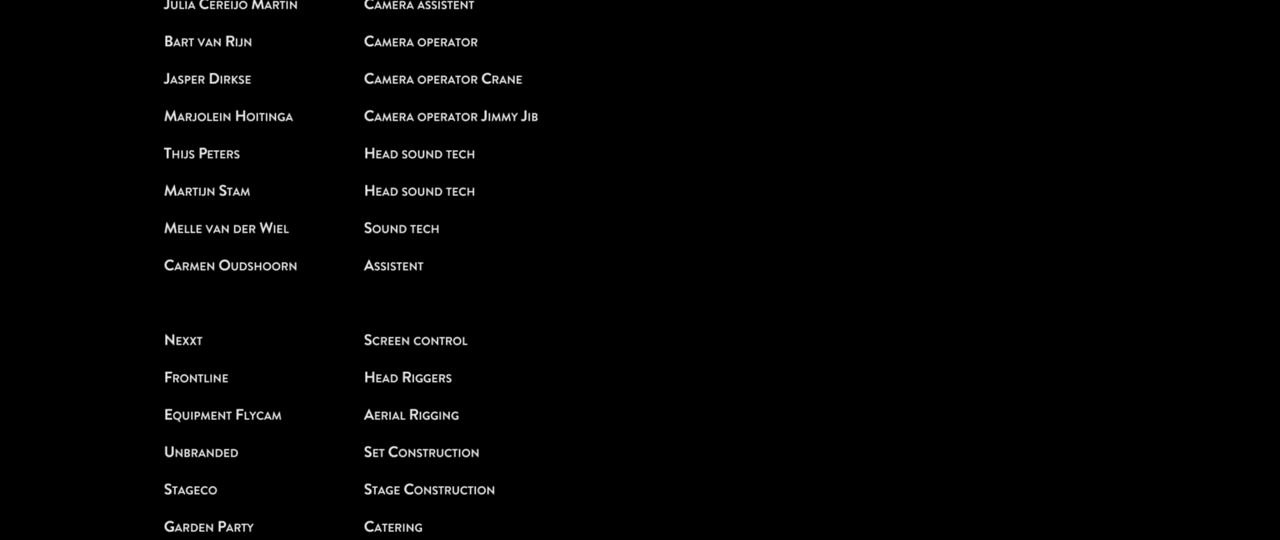 Julia Cereijo Martin Camera assistent
Bart van Rijn Camera operator
Jasper Dirkse Camera operator Crane
Marjolein Hoitinga Camera operator Jimmy Jib
Thijs Peters Head sound tech
Martijn Stam Head sound tech
Melle van der Wiel Sound tech
Carmen Oudshoorn Assistent
Nexxt Screen control
Frontline Head Riggers
Equipment Flycam Aerial Rigging
Unbranded Set Construction
Stageco Stage Construction
Garden Party Catering